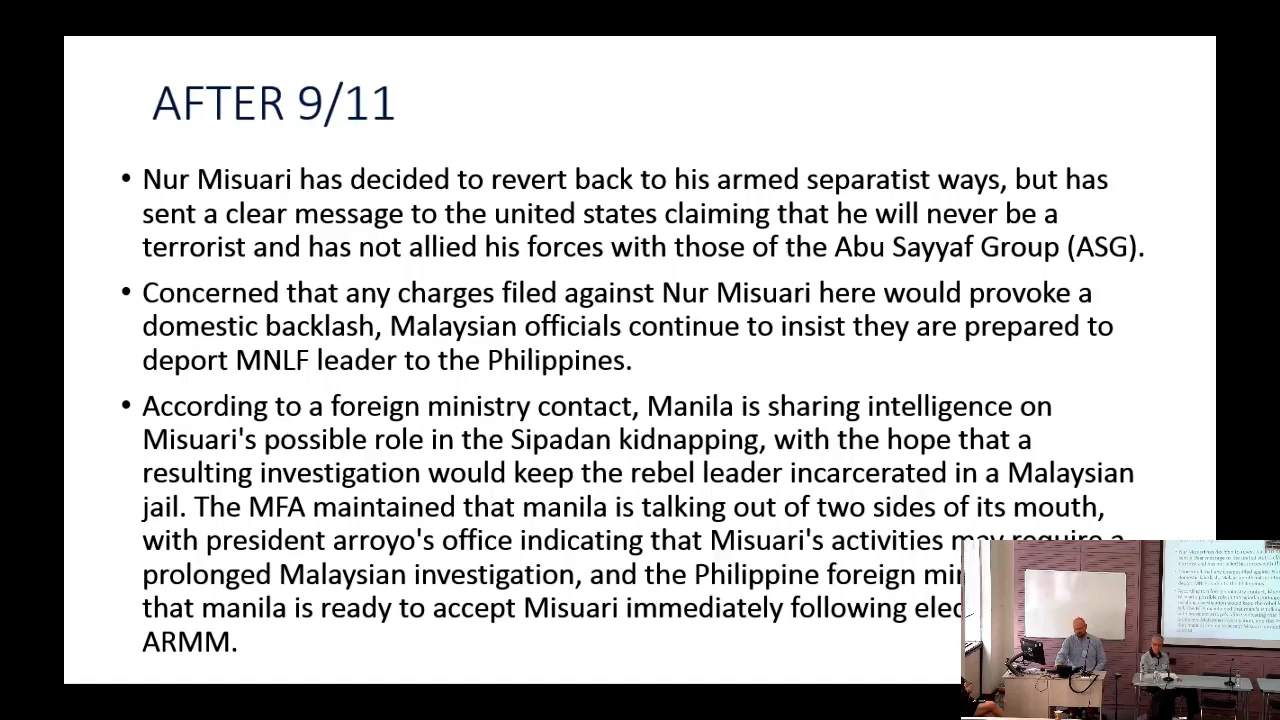 AFTER 9/11
• Nur Misuari has decided to revert back to his armed separatist ways, but has
sent a clear message to the united states claiming that he will never be a
terrorist and has not allied his forces with those of the Abu Sayyaf Group (ASG).
• Concerned that any charges filed against Nur Misuari here would provoke a
domestic backlash, Malaysian officials continue to insist they are prepared to
deport MNLF leader to the Philippines.
• According to a foreign ministry contact, Manila is sharing intelligence on
Misuari's possible role in the Sipadan kidnapping, with the hope that a
resulting investigation would keep the rebel leader incarcerated in a Malaysian
jail. The MFA maintained that manila is talking out of two sides of its mouth,
with president arroyo's office indicating that Misuari's activities may require a
prolonged Malaysian investigation, and the Philippine foreign
that manila is ready to accept Misuari immediately following
ARMM.